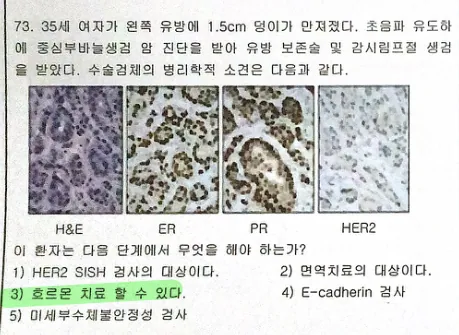 73. 35세 여자가 왼쪽 유방에 1.5cm 덩이가 만져졌다. 초음파 유도하
에 중심부바늘생검 암 진단을 받아 유방 보존술 및 감시림프절 생검
을 받았다. 수술검체의 병리학적 소견은 다음과 같다.
H&E ER PR HER2
이 환자는 다음 단계에서 무엇을 해야 하는가?
1) HER2 SISH 검사의 대상이다. 2) 면역치료의 대상이다.
3) 호르몬 치료 할 수 있다. 4) E-cadherin 검사
5) 미세부수체불안정성 검사